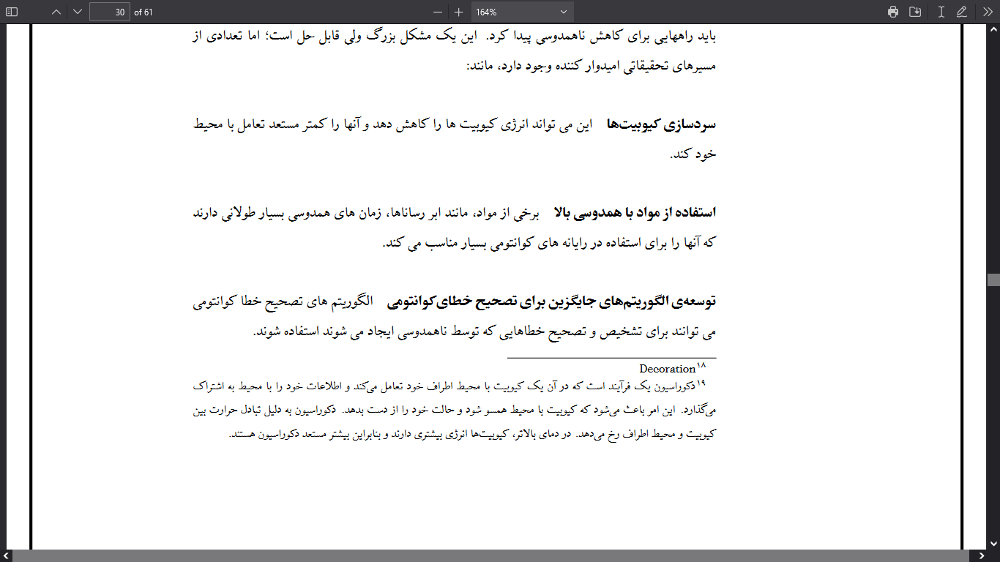 30 of 61
164%
باید راههایی برای کاهش ناهمدوسی پیدا کرد. این یک مشکل بزرگ ولی قابل حل است؛ اما تعدادی از
مسیرهای تحقیقاتی امیدوار کننده وجود دارد، مانند:
سردسازی کیوبیت‌ها این می تواند انرژی کیوبیت ها را کاهش دهد و آنها را کمتر مستعد تعامل با محیط
خود کند.
استفاده از مواد با همدوسی بالا برخی از مواد، مانند ابر رساناها، زمان های همدوسی بسیار طولانی دارند
که آنها را برای استفاده در رایانه های کوانتومی بسیار مناسب می کند.
توسعه‌ی الگوریتم‌های جایگزین برای تصحیح خطای‌کوانتومی الگوریتم های تصحیح خطا کوانتومی
می توانند برای تشخیص و تصحیح خطاهایی که توسط ناهمدوسی ایجاد می شوند استفاده شوند.
۱۸Decoration
۱۹دکوراسیون یک فرآیند است که در آن یک کیوبیت با محیط اطراف خود تعامل می‌کند و اطلاعات خود را با محیط به اشتراک
می‌گذارد. این امر باعث می‌شود که کیوبیت با محیط همسو شود و حالت خود را از دست بدهد. دکوراسیون به دلیل تبادل حرارت بین
کیوبیت و محیط اطراف رخ می‌دهد. در دمای بالاتر، کیوبیت‌ها انرژی بیشتری دارند و بنابراین بیشتر مستعد دکوراسیون هستند.